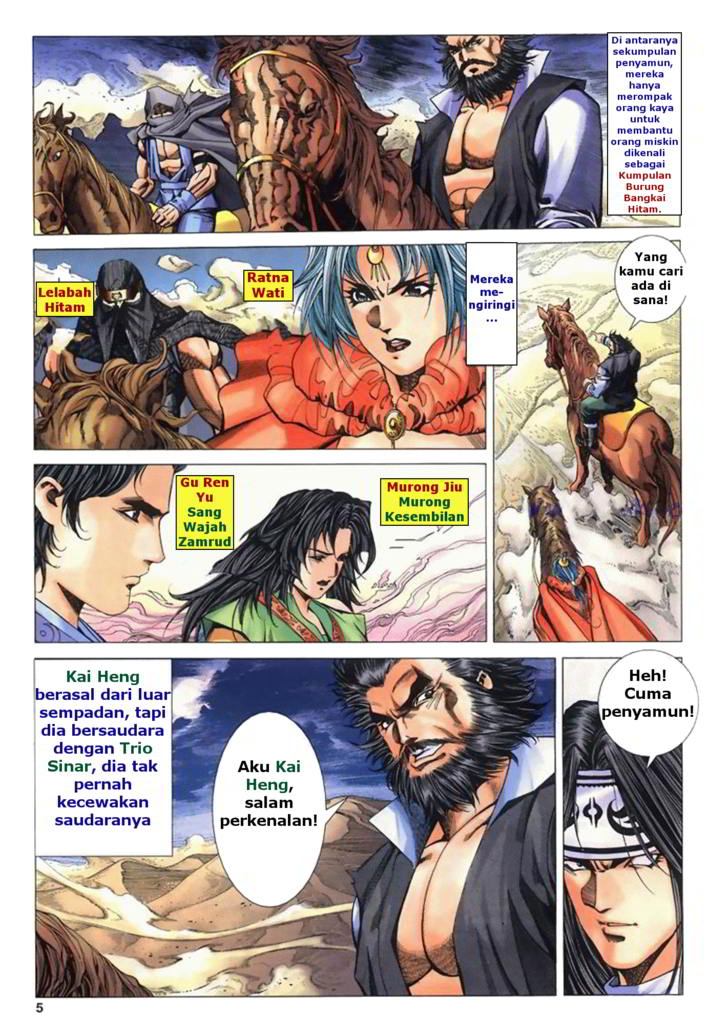 Di antaranya
sekumpulan
penyamun,
mereka
hanya
merompak
orang kaya
untuk
membantu
orang miskin
dikenali
sebagai
Kumpulan
Burung
Bangkai
Hitam.
Lelabah
Hitam
Ratna
Wati
Mereka
me-
ngiringi
...
Yang
kamu cari
ada di
sana!
Gu Ren
Yu
Sang
Wajah
Zamrud
Murong Jiu
Murong
Kesembilan
Kai Heng
berasal dari luar
sempadan, tapi
dia bersaudara
dengan Trio
Sinar, dia tak
pernah
kecewakan
saudaranya
Aku Kai
Heng,
salam
perkenalan!
Heh!
Cuma
penyamun!
5